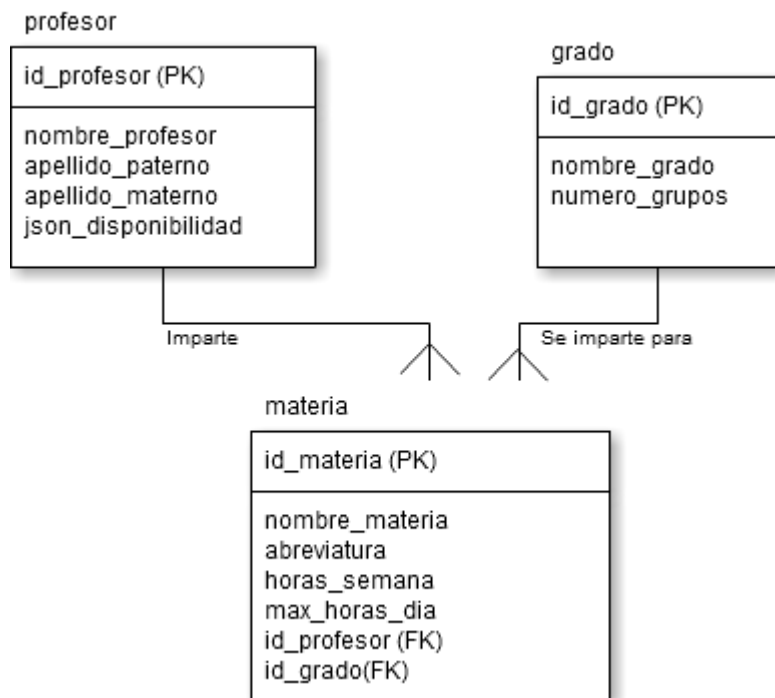 profesor
id_profesor (PK)
nombre_profesor
apellido_paterno
apellido_materno
json_disponibilidad
grado
id_grado (PK)
nombre_grado
numero_grupos
Imparte
Se imparte para
materia
id_materia (PK)
nombre_materia
abreviatura
horas_semana
max_horas_dia
id_profesor (FK)
id_grado(FK)